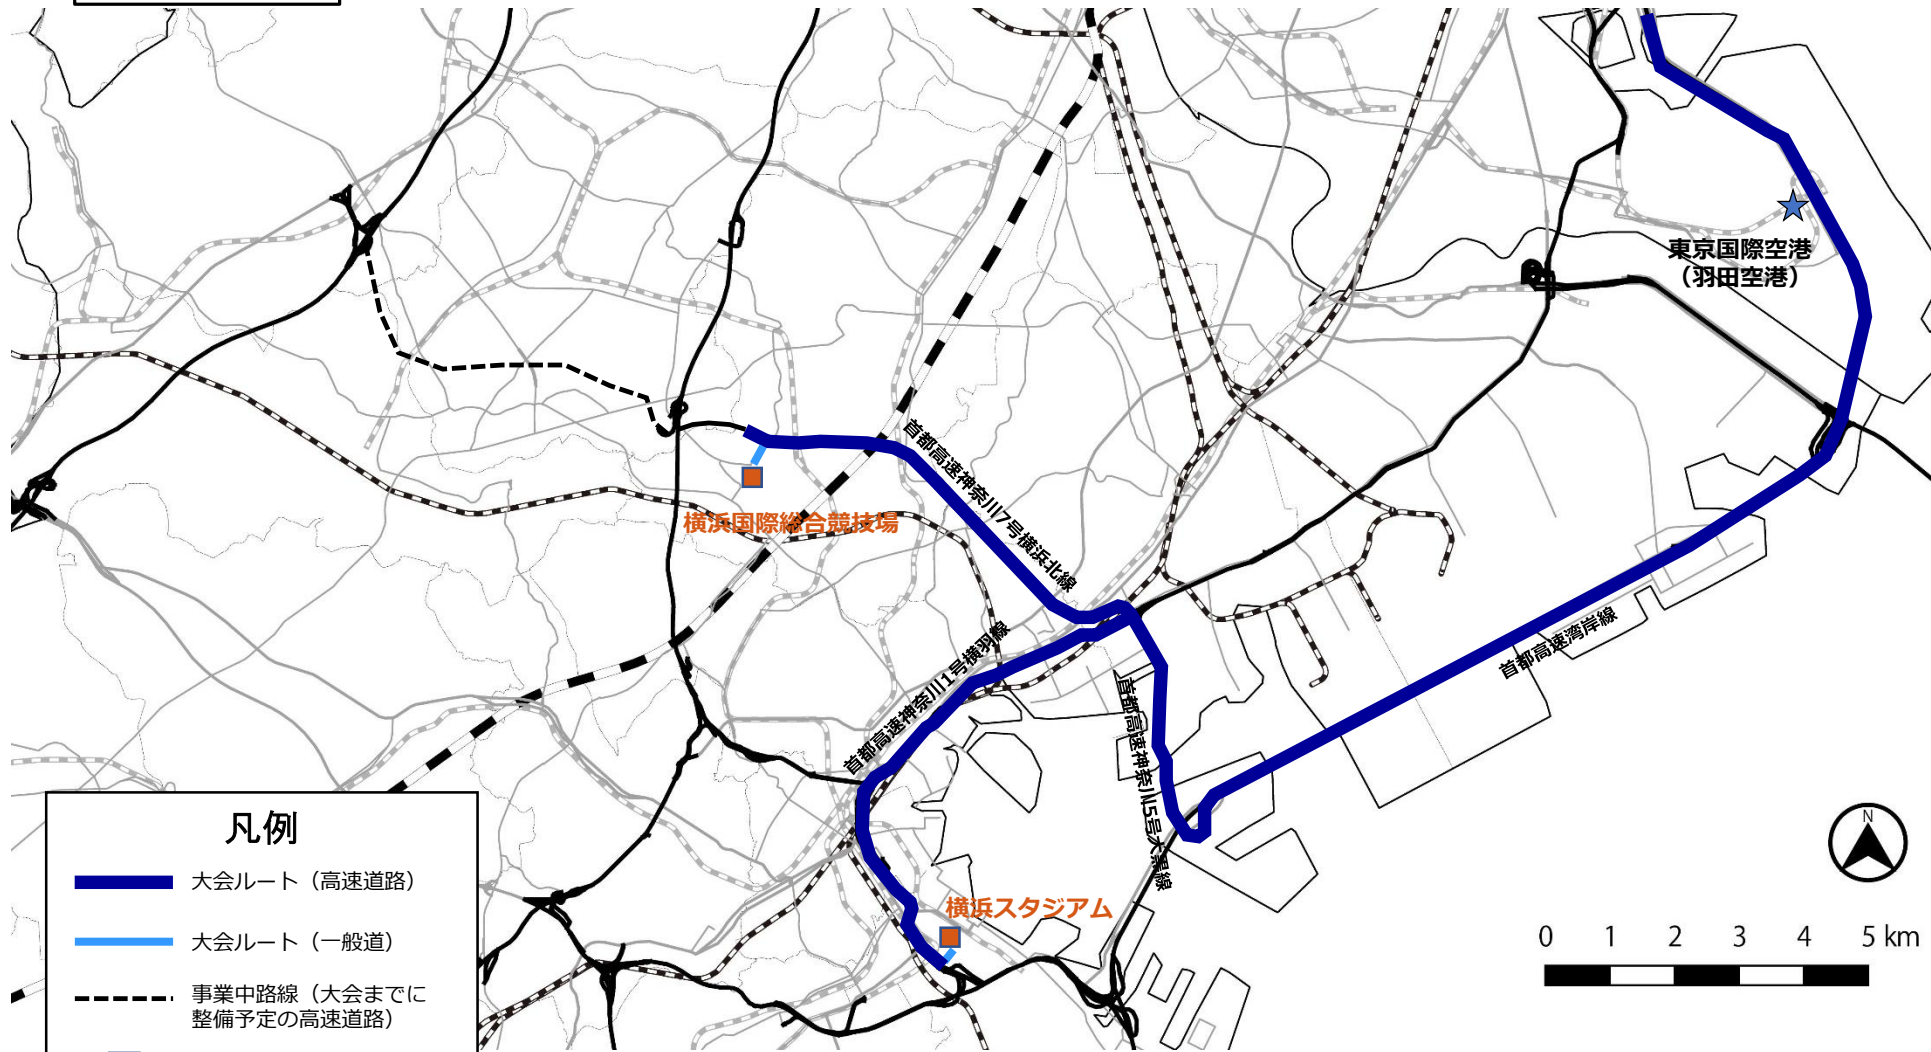 東京国際空港
（羽田空港）
首都高速神奈川7号横浜北線
横浜国際総合競技場
首都高速神奈川1号横羽線
首都高速湾岸線
首都高速神奈川5号大黒線
横浜スタジアム
凡例
大会ルート（高速道路）
大会ルート（一般道）
事業中路線（大会までに
整備予定の高速道路）
N
0 1 2 3 4 5 km